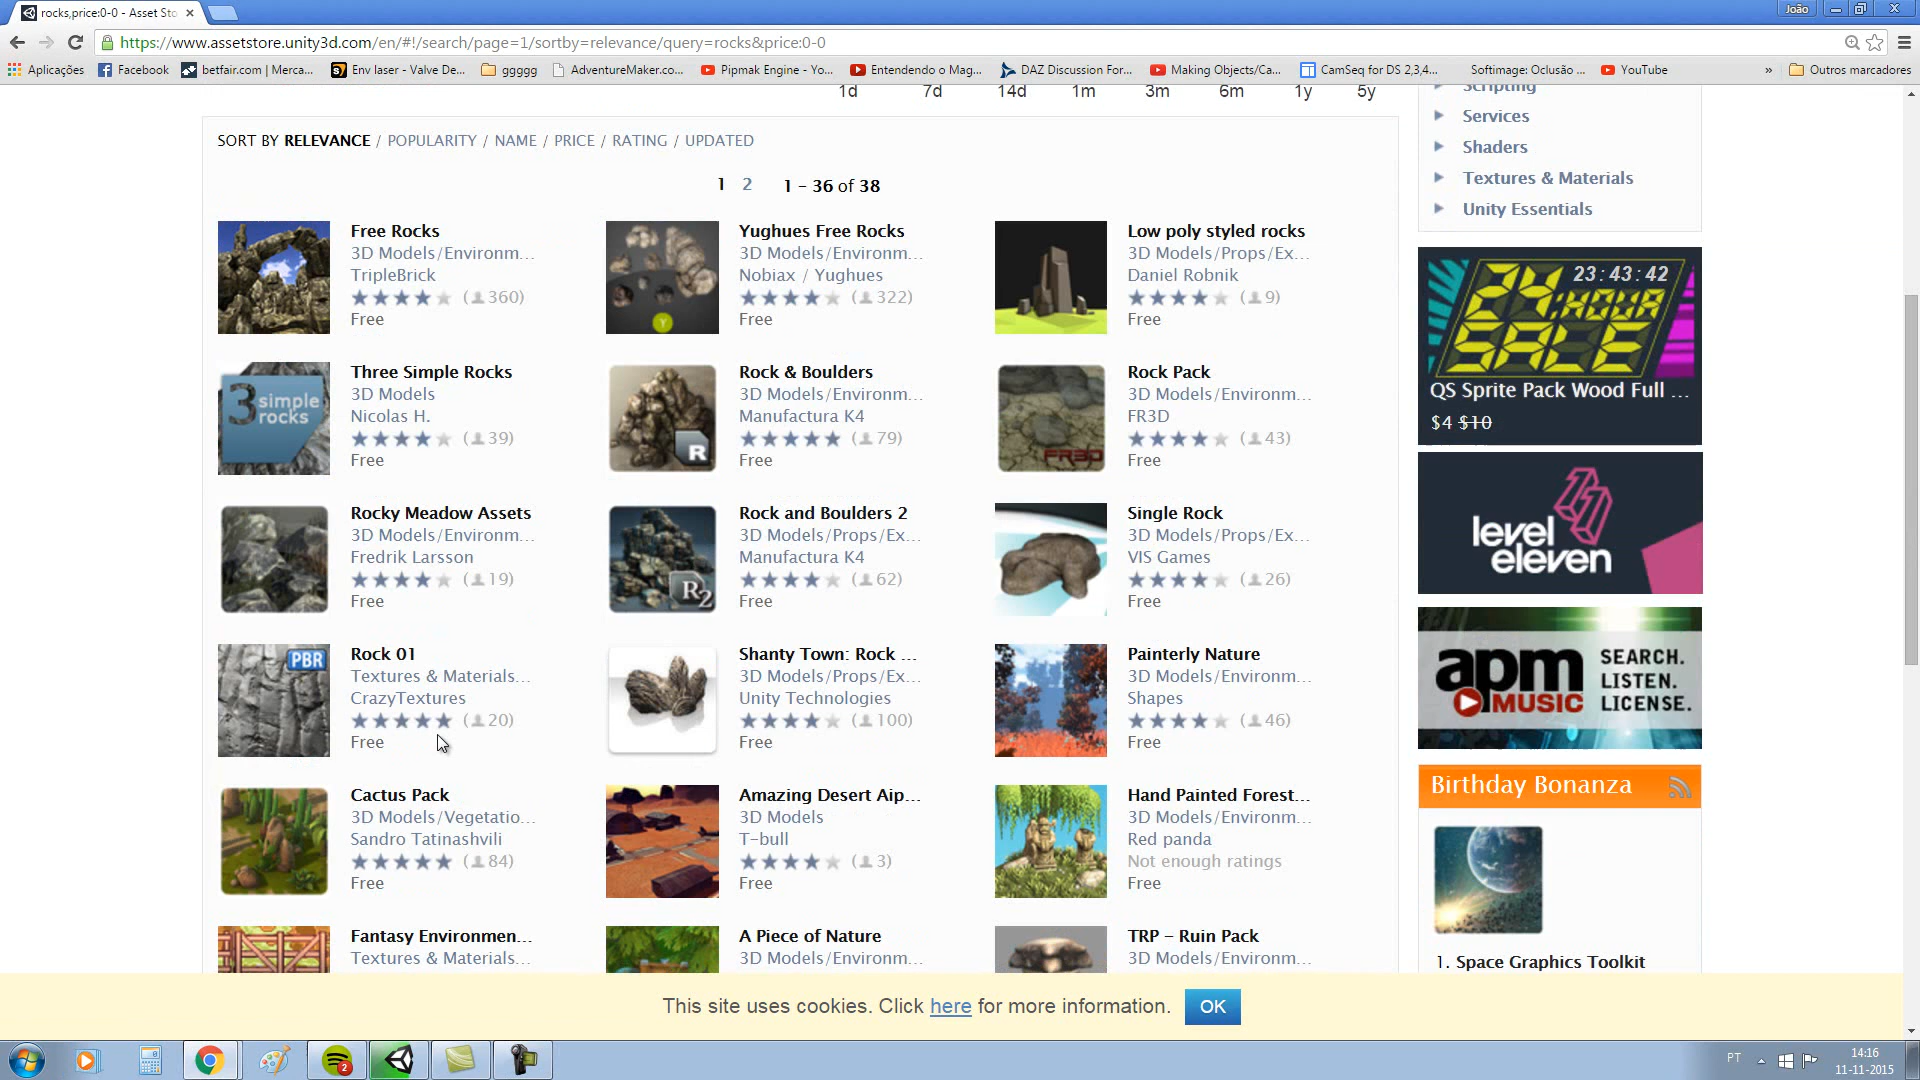 rocks,price:0-0 - Asset Sto
João
https://www.assetstore.unity3d.com/en/#!/search/page=1/sortby=relevance/query=rocks&price:0-0
Aplicações Facebook betfair.com | Merca... Env laser - Valve De... ggggg AdventureMaker.co... Pipmak Engine - Yo... Entendendo o Mag... DAZ Discussion For... Making Objects/Ca... CamSeq for DS 2,3,4... Softimage: Oclusão ... YouTube » Outros marcadores
1d 7d 14d 1m 3m 6m 1y 5y
SORT BY RELEVANCE / POPULARITY / NAME / PRICE / RATING / UPDATED
1 2 1 - 36 of 38
Free Rocks
3D Models/Environm...
TripleBrick
(360)
Free
Yughues Free Rocks
3D Models/Environm...
Nobiax / Yughues
(322)
Free
Y
Low poly styled rocks
3D Models/Props/Ex...
Daniel Robnik
(9)
Free
3 simple
rocks
Three Simple Rocks
3D Models
Nicolas H.
(39)
Free
R
Rock & Boulders
3D Models/Environm...
Manufactura K4
(79)
Free
FR3D
Rock Pack
3D Models/Environm...
FR3D
(43)
Free
Rocky Meadow Assets
3D Models/Environm...
Fredrik Larsson
(19)
Free
R2
Rock and Boulders 2
3D Models/Props/Ex...
Manufactura K4
(62)
Free
Single Rock
3D Models/Props/Ex...
VIS Games
(26)
Free
PBR
Rock 01
Textures & Materials...
CrazyTextures
(20)
Free
Shanty Town: Rock ...
3D Models/Props/Ex...
Unity Technologies
(100)
Free
Painterly Nature
3D Models/Environm...
Shapes
(46)
Free
Cactus Pack
3D Models/Vegetatio...
Sandro Tatinashvili
(84)
Free
Amazing Desert Aip...
3D Models
T-bull
(3)
Free
Hand Painted Forest...
3D Models/Environm...
Red panda
Not enough ratings
Free
Fantasy Environmen...
Textures & Materials...
A Piece of Nature
3D Models/Environm...
TRP - Ruin Pack
3D Models/Environm...
Scripting
Services
Shaders
Textures & Materials
Unity Essentials
23:43:42
24:HOUR
SALE
QS Sprite Pack Wood Full ...
$4 $10
level
eleven
apm
MUSIC
SEARCH.
LISTEN.
LICENSE.
Birthday Bonanza
1. Space Graphics Toolkit
This site uses cookies. Click here for more information. OK
2
PT
14:16
11-11-2015